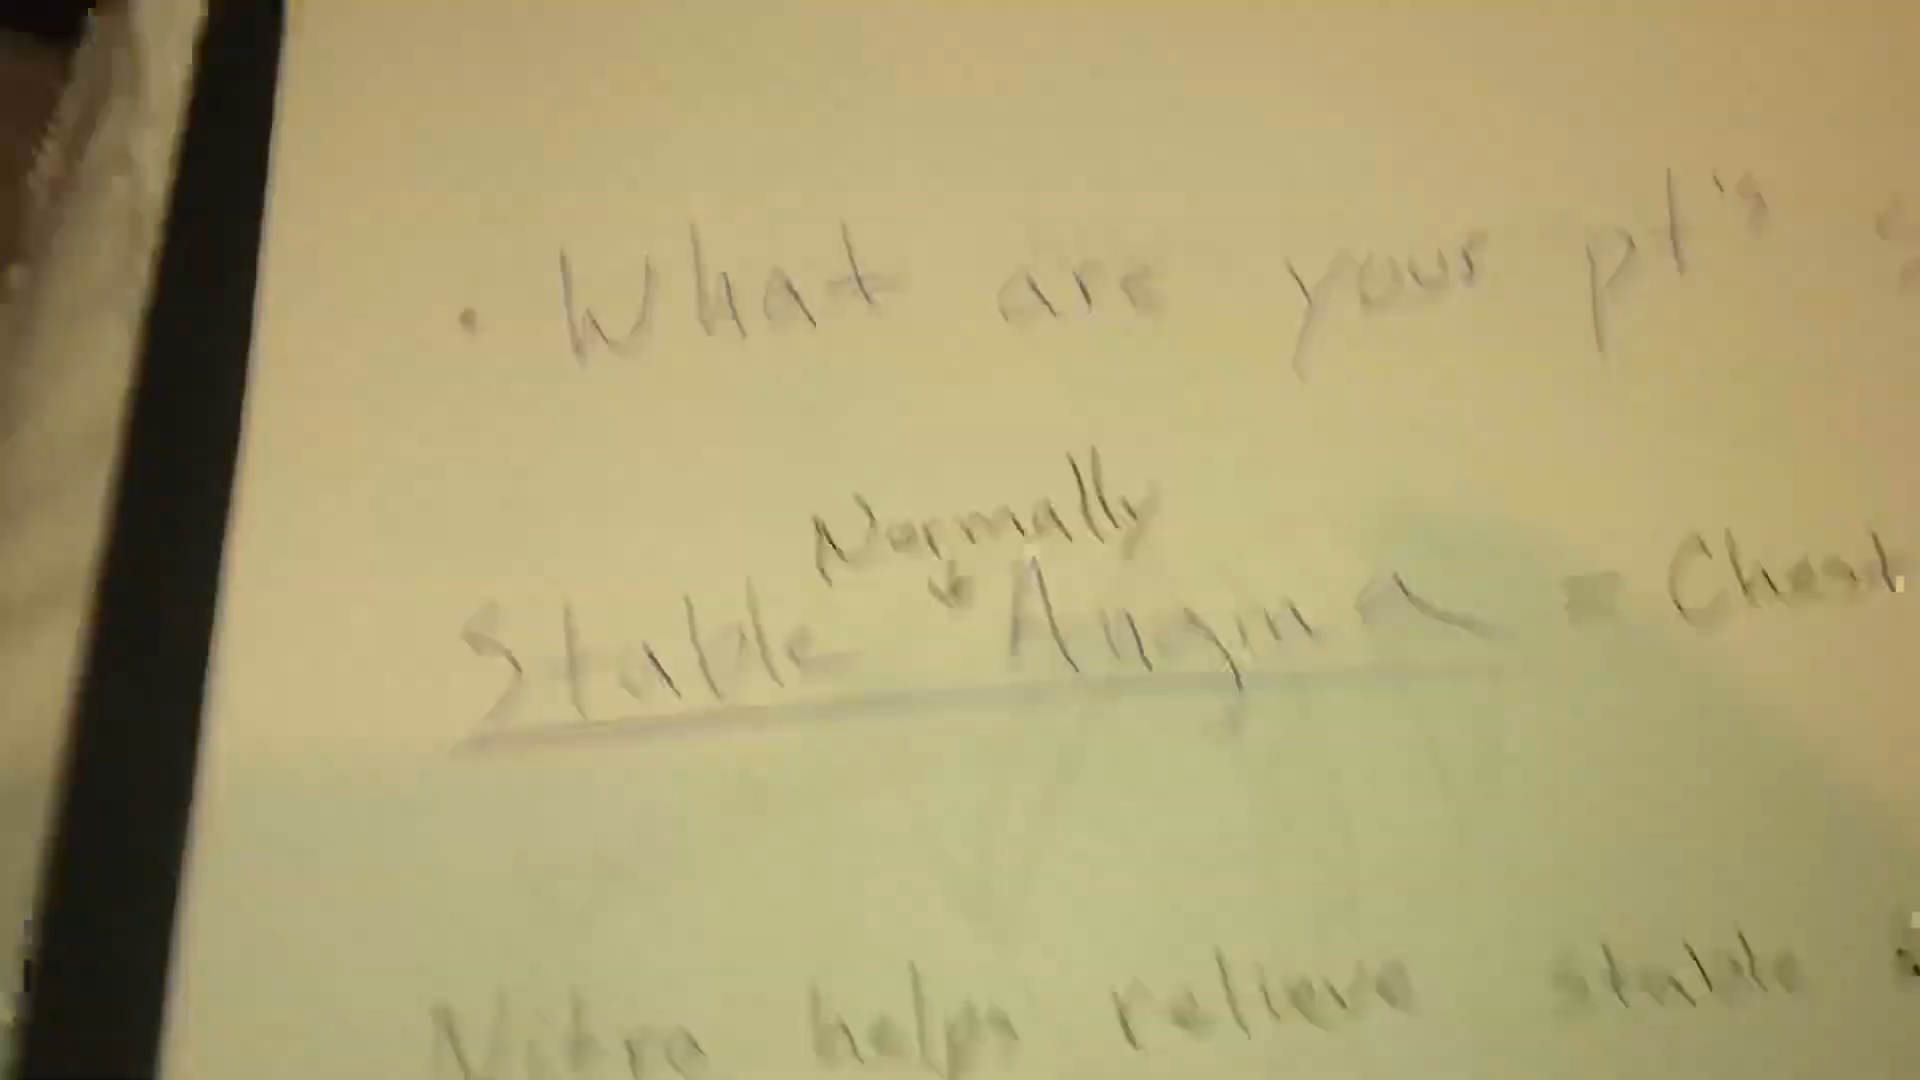 • What are your pt's
Normally
Stable Angina = Chest
Nitro helps relieve stable